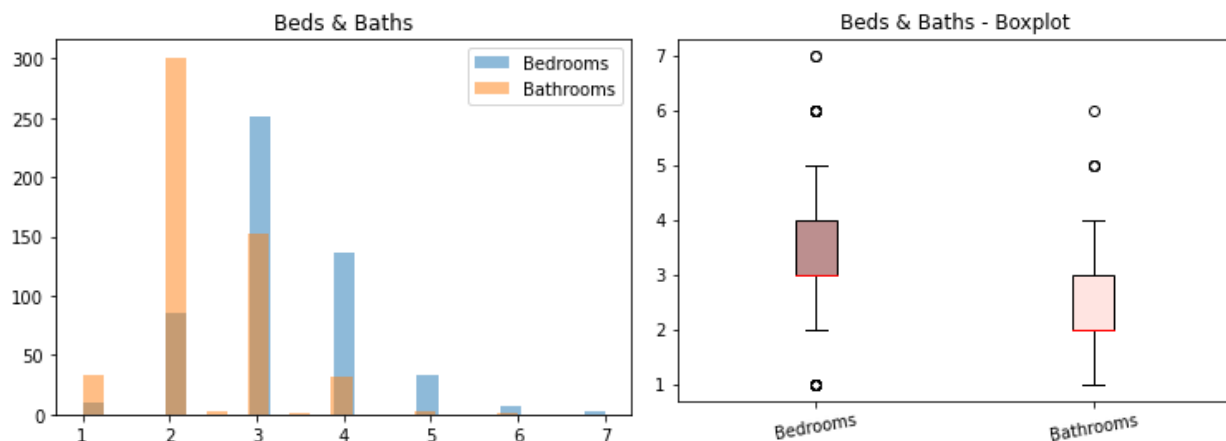 Beds & Baths
300
250
200
150
100
50
0
1 2 3 4 5 6 7
Bedrooms
Bathrooms
Beds & Baths - Boxplot
7
6
5
4
3
2
1
Bedrooms Bathrooms